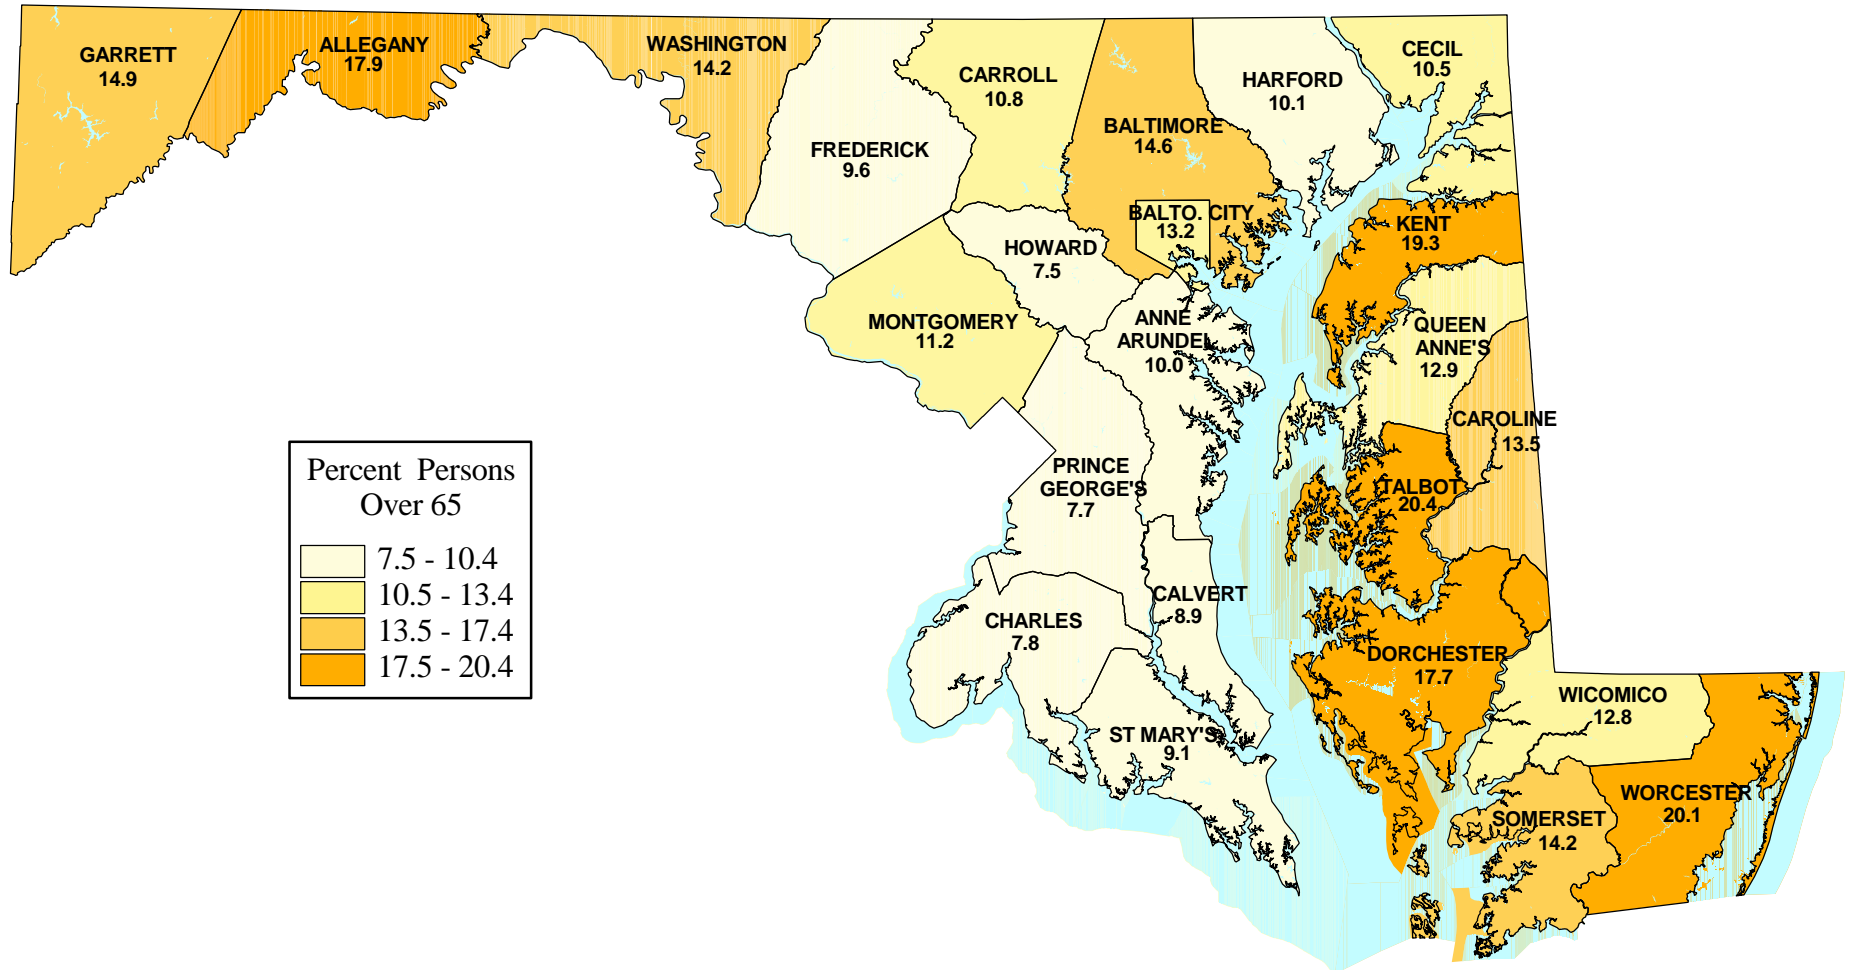 GARRETT
14.9
ALLEGANY
17.9
WASHINGTON
14.2
FREDERICK
9.6
CARROLL
10.8
BALTIMORE
14.6
HARFORD
10.1
CECIL
10.5
BALTO. CITY
13.2
KENT
19.3
HOWARD
7.5
MONTGOMERY
11.2
ANNE
ARUNDEL
10.0
QUEEN
ANNE'S
12.9
CAROLINE
13.5
PRINCE
GEORGE'S
7.7
TALBOT
20.4
CALVERT
8.9
CHARLES
7.8
ST MARY'S
9.1
DORCHESTER
17.7
WICOMICO
12.8
WORCESTER
20.1
SOMERSET
14.2
Percent Persons
Over 65
7.5 - 10.4
10.5 - 13.4
13.5 - 17.4
17.5 - 20.4